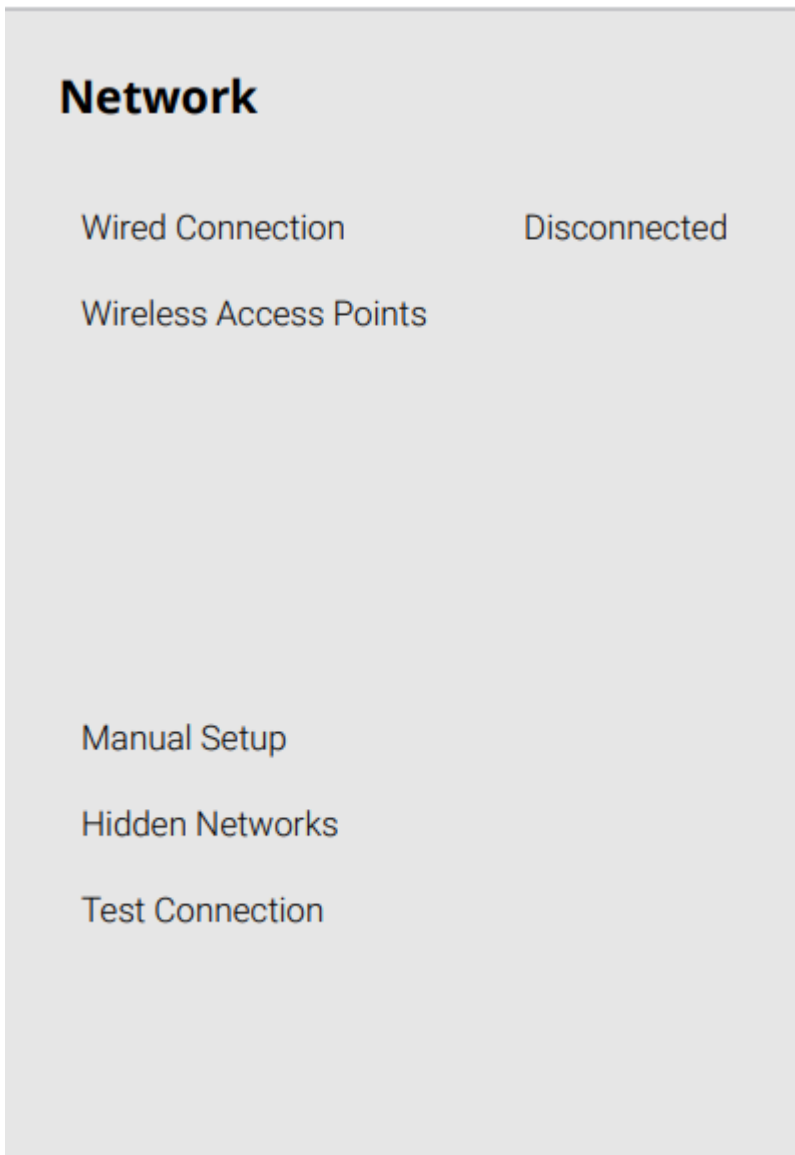 Network
Wired Connection Disconnected
Wireless Access Points
Manual Setup
Hidden Networks
Test Connection